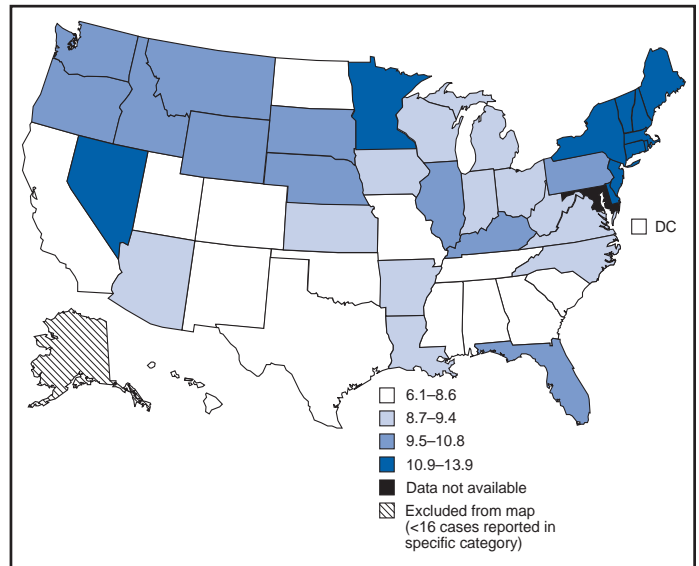 DC
6.1–8.6
8.7–9.4
9.5–10.8
10.9–13.9
Data not available
Excluded from map
(<16 cases reported in
specific category)